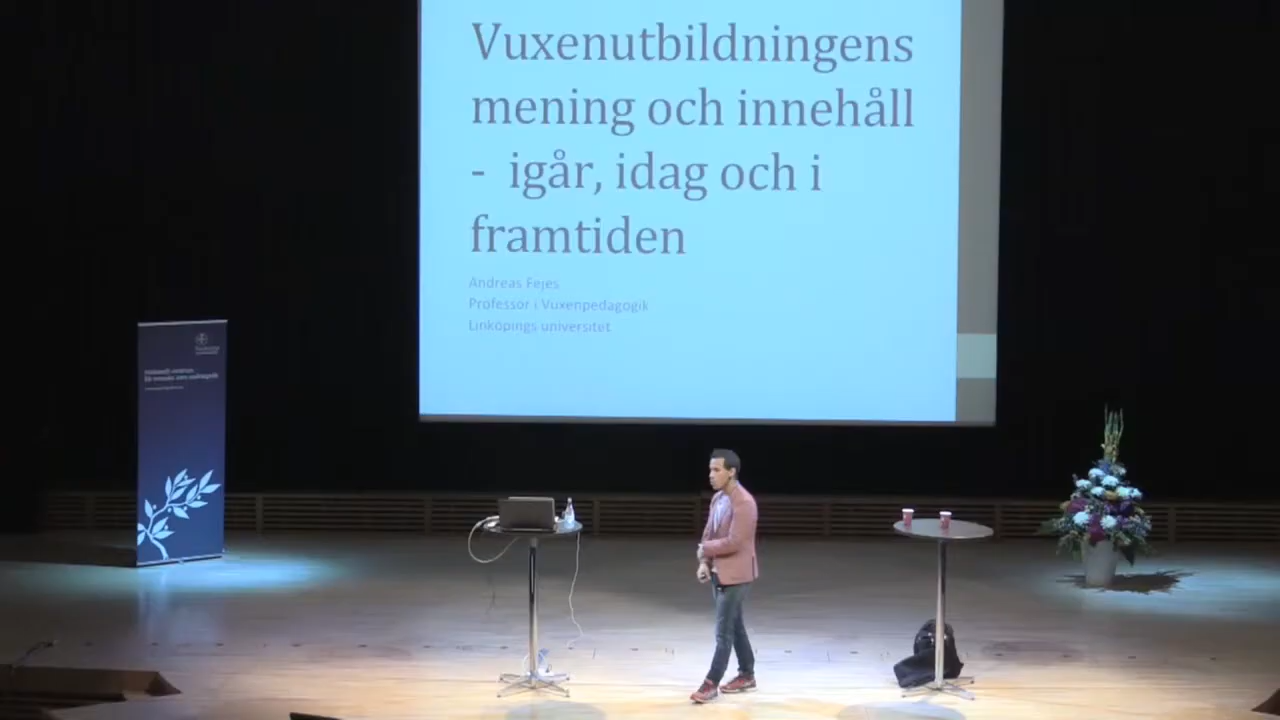 Vuxenutbildningens
mening och innehåll
- igår, idag och i
framtiden
Andreas Fejes
Professor i Vuxenpedagogik
Linköpings universitet